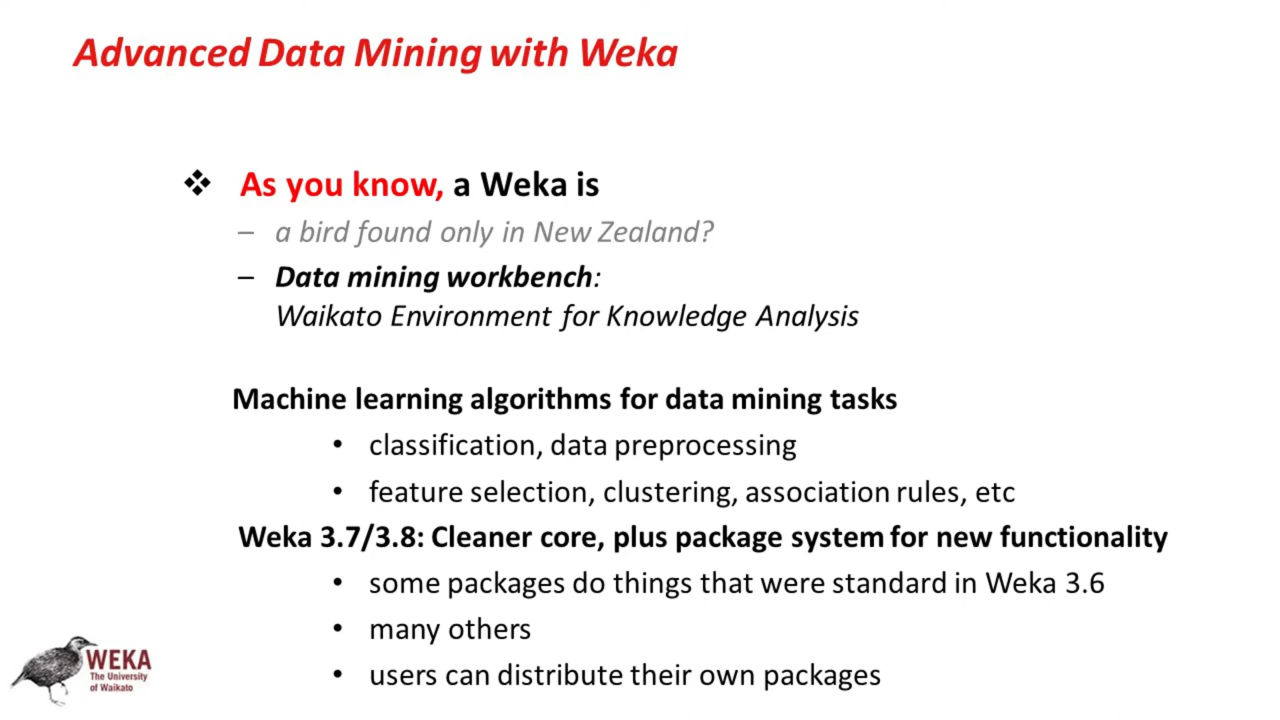 Advanced Data Mining with Weka
❖ As you know, a Weka is
– a bird found only in New Zealand?
– Data mining workbench:
Waikato Environment for Knowledge Analysis
Machine learning algorithms for data mining tasks
• classification, data preprocessing
• feature selection, clustering, association rules, etc
Weka 3.7/3.8: Cleaner core, plus package system for new functionality
• some packages do things that were standard in Weka 3.6
• many others
• users can distribute their own packages
WEKA
The University
of Waikato